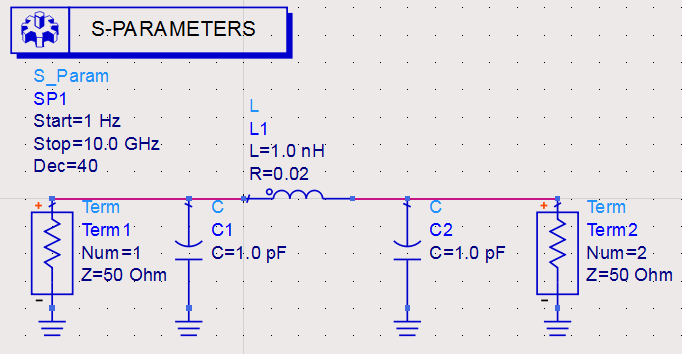 S-PARAMETERS
S_Param
SP1
Start=1 Hz
Stop=10.0 GHz
Dec=40
L
L1
L=1.0 nH
R=0.02
+
Term
Term1
Num=1
Z=50 Ohm
-
C
C1
C=1.0 pF
C
C2
C=1.0 pF
+
Term
Term2
Num=2
Z=50 Ohm
-